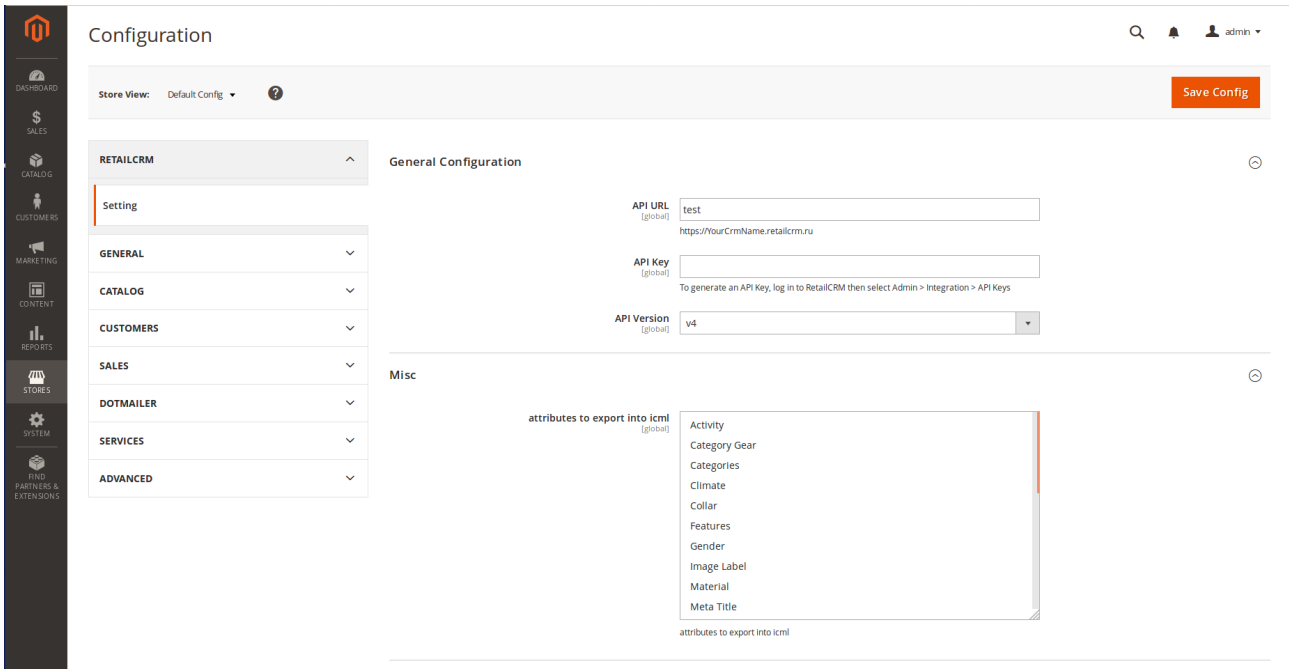 Configuration
admin
DASHBOARD
SALES
CATALOG
CUSTOMERS
MARKETING
CONTENT
REPORTS
STORES
SYSTEM
FIND
PARTNERS &
EXTENSIONS
Store View: Default Config ?
Save Config
RETAILCRM
Setting
GENERAL
CATALOG
CUSTOMERS
SALES
DOTMAILER
SERVICES
ADVANCED
General Configuration
API URL
[global]
test
https://YourCrmName.retailcrm.ru
API Key
[global]
To generate an API Key, log in to RetailCRM then select Admin > Integration > API Keys
API Version
[global]
v4
Misc
attributes to export into icml
[global]
Activity
Category Gear
Categories
Climate
Collar
Features
Gender
Image Label
Material
Meta Title
attributes to export into icml